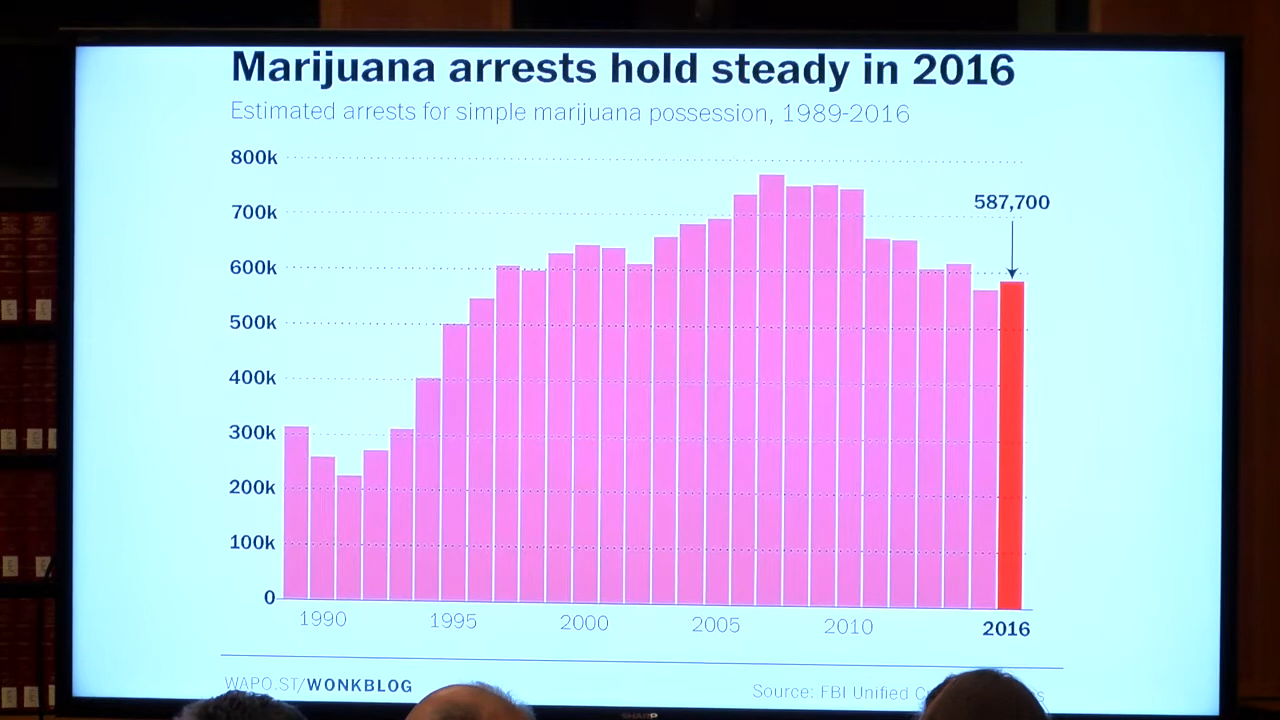 Marijuana arrests hold steady in 2016
Estimated arrests for simple marijuana possession, 1989-2016
800k
700k
587,700
600k
500k
400k
300k
200k
100k
0
1990 1995 2000 2005 2010 2016
WAPO.ST/WONKBLOG
Source: FBI Unified
SHARP